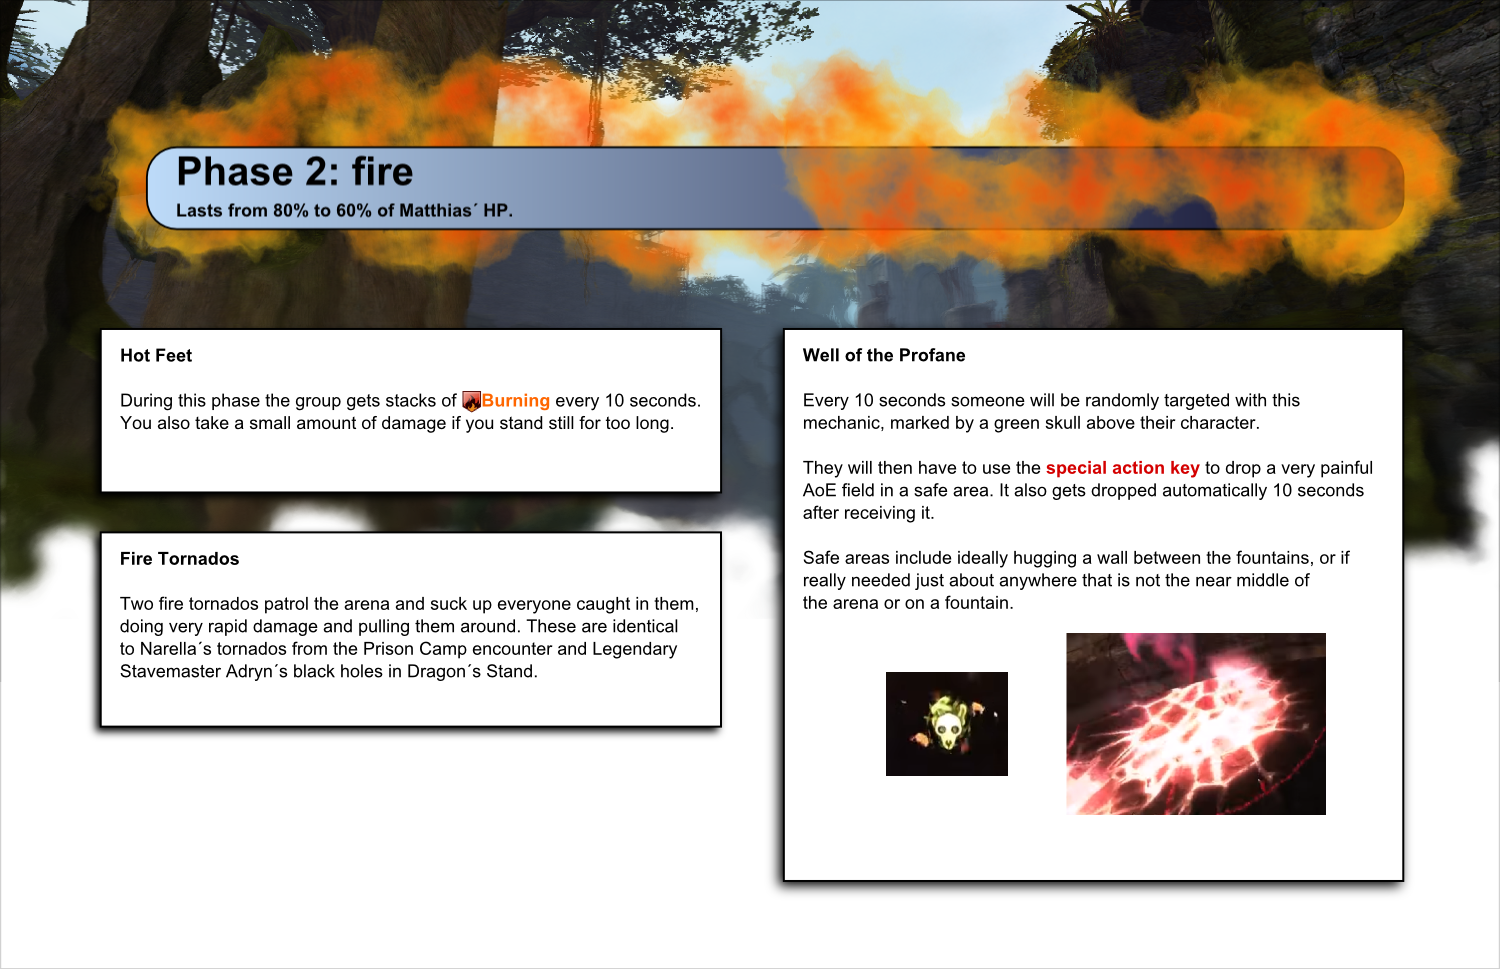 Phase 2: fire
Lasts from 80% to 60% of Matthias´ HP.
Hot Feet
During this phase the group gets stacks of Burning every 10 seconds.
You also take a small amount of damage if you stand still for too long.
Fire Tornados
Two fire tornados patrol the arena and suck up everyone caught in them,
doing very rapid damage and pulling them around. These are identical
to Narella´s tornados from the Prison Camp encounter and Legendary
Stavemaster Adryn´s black holes in Dragon´s Stand.
Well of the Profane
Every 10 seconds someone will be randomly targeted with this
mechanic, marked by a green skull above their character.
They will then have to use the special action key to drop a very painful
AoE field in a safe area. It also gets dropped automatically 10 seconds
after receiving it.
Safe areas include ideally hugging a wall between the fountains, or if
really needed just about anywhere that is not the near middle of
the arena or on a fountain.